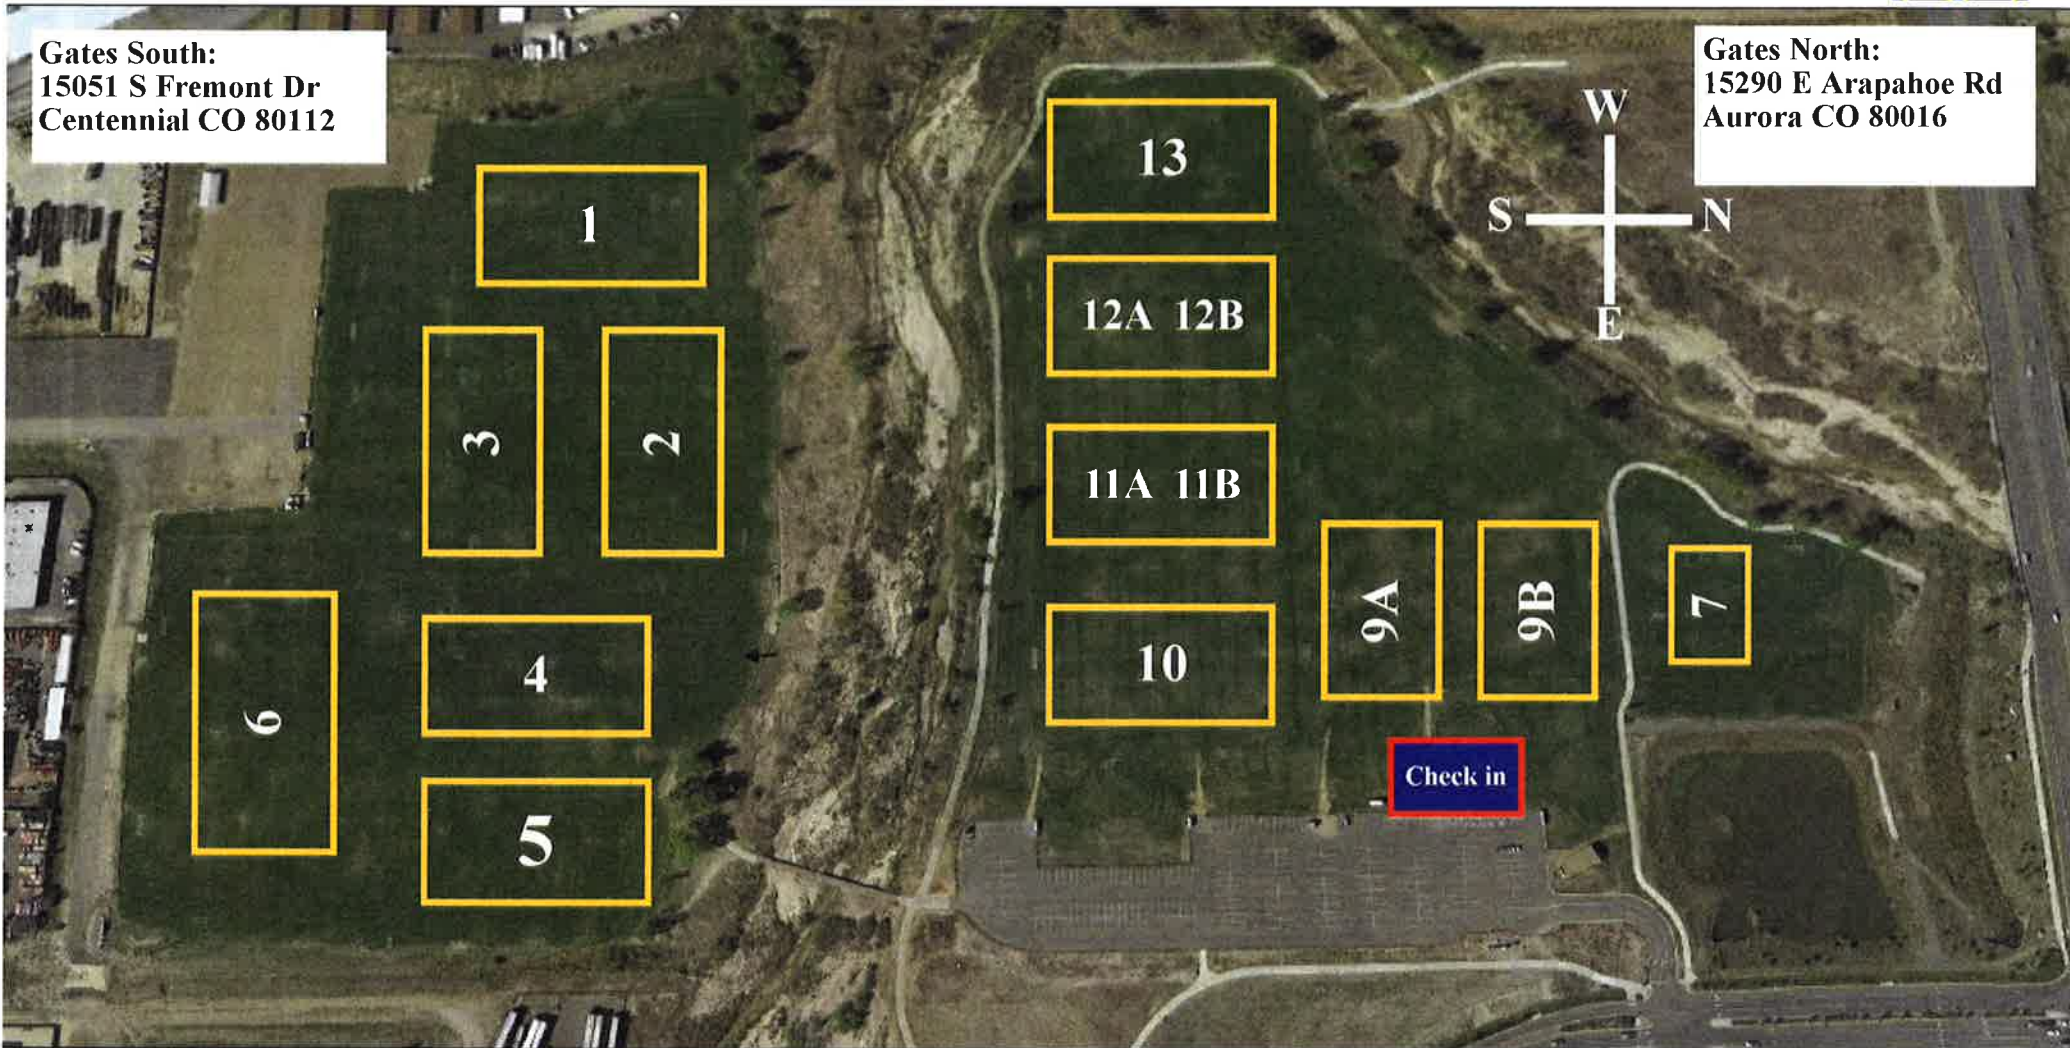 Gates South:
15051 S Fremont Dr
Centennial CO 80112
Gates North:
15290 E Arapahoe Rd
Aurora CO 80016
W
S N
E
13
1
12A 12B
3 2
11A 11B
9A 9B 7
10
4
6
Check in
5